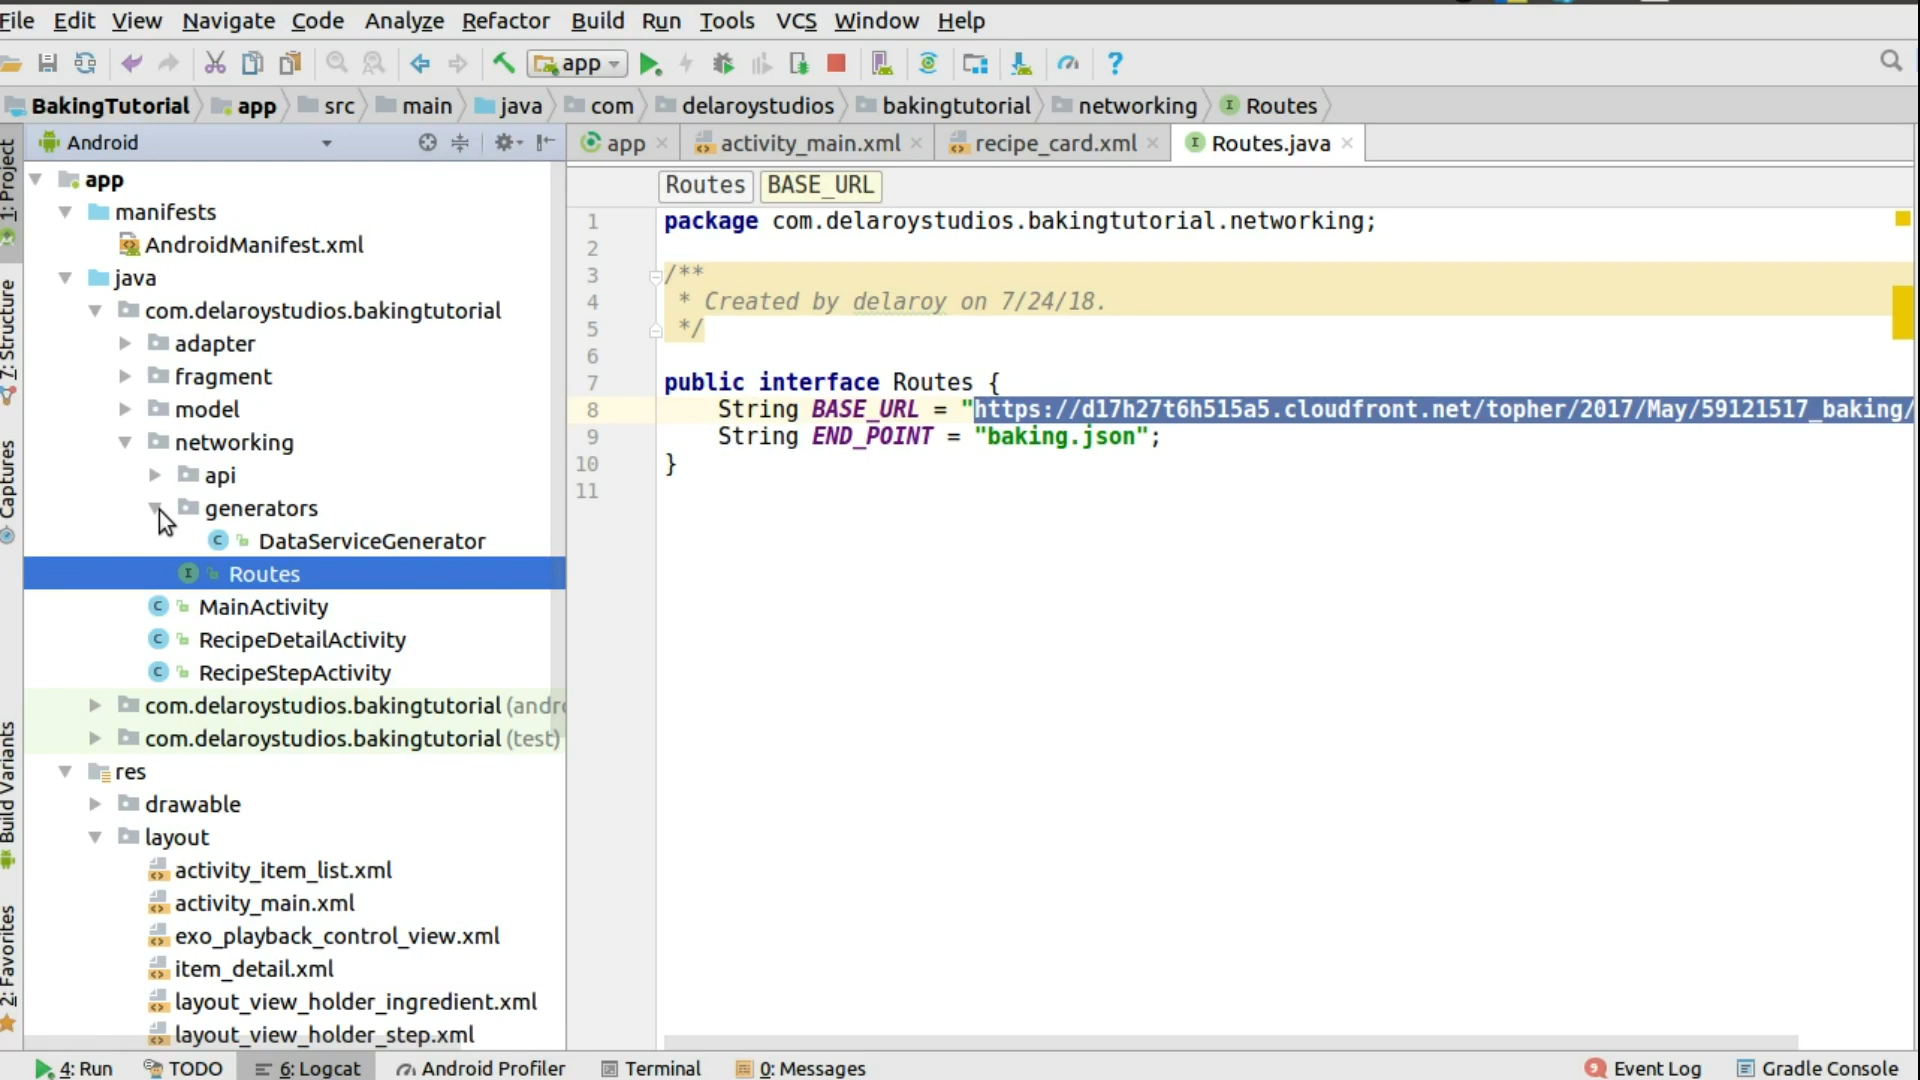 File Edit View Navigate Code Analyze Refactor Build Run Tools VCS Window Help
app
BakingTutorial app src main java com delaroystudios bakingtutorial networking Routes
Android
app activity_main.xml recipe_card.xml Routes.java
Routes BASE_URL
1: Project
7: Structure
Captures
Build Variants
2: Favorites
app
manifests
AndroidManifest.xml
java
com.delaroystudios.bakingtutorial
adapter
fragment
model
networking
api
generators
DataServiceGenerator
Routes
MainActivity
RecipeDetailActivity
RecipeStepActivity
com.delaroystudios.bakingtutorial (andro
com.delaroystudios.bakingtutorial (test)
res
drawable
layout
activity_item_list.xml
activity_main.xml
exo_playback_control_view.xml
item_detail.xml
layout_view_holder_ingredient.xml
layout_view_holder_step.xml
1 package com.delaroystudios.bakingtutorial.networking;
2
3 /**
4 * Created by delaroy on 7/24/18.
5 */
6
7 public interface Routes {
8 String BASE_URL = "https://d17h27t6h515a5.cloudfront.net/topher/2017/May/59121517_baking/
9 String END_POINT = "baking.json";
10 }
11
4: Run TODO 6: Logcat Android Profiler Terminal 0: Messages 9 Event Log Gradle Console